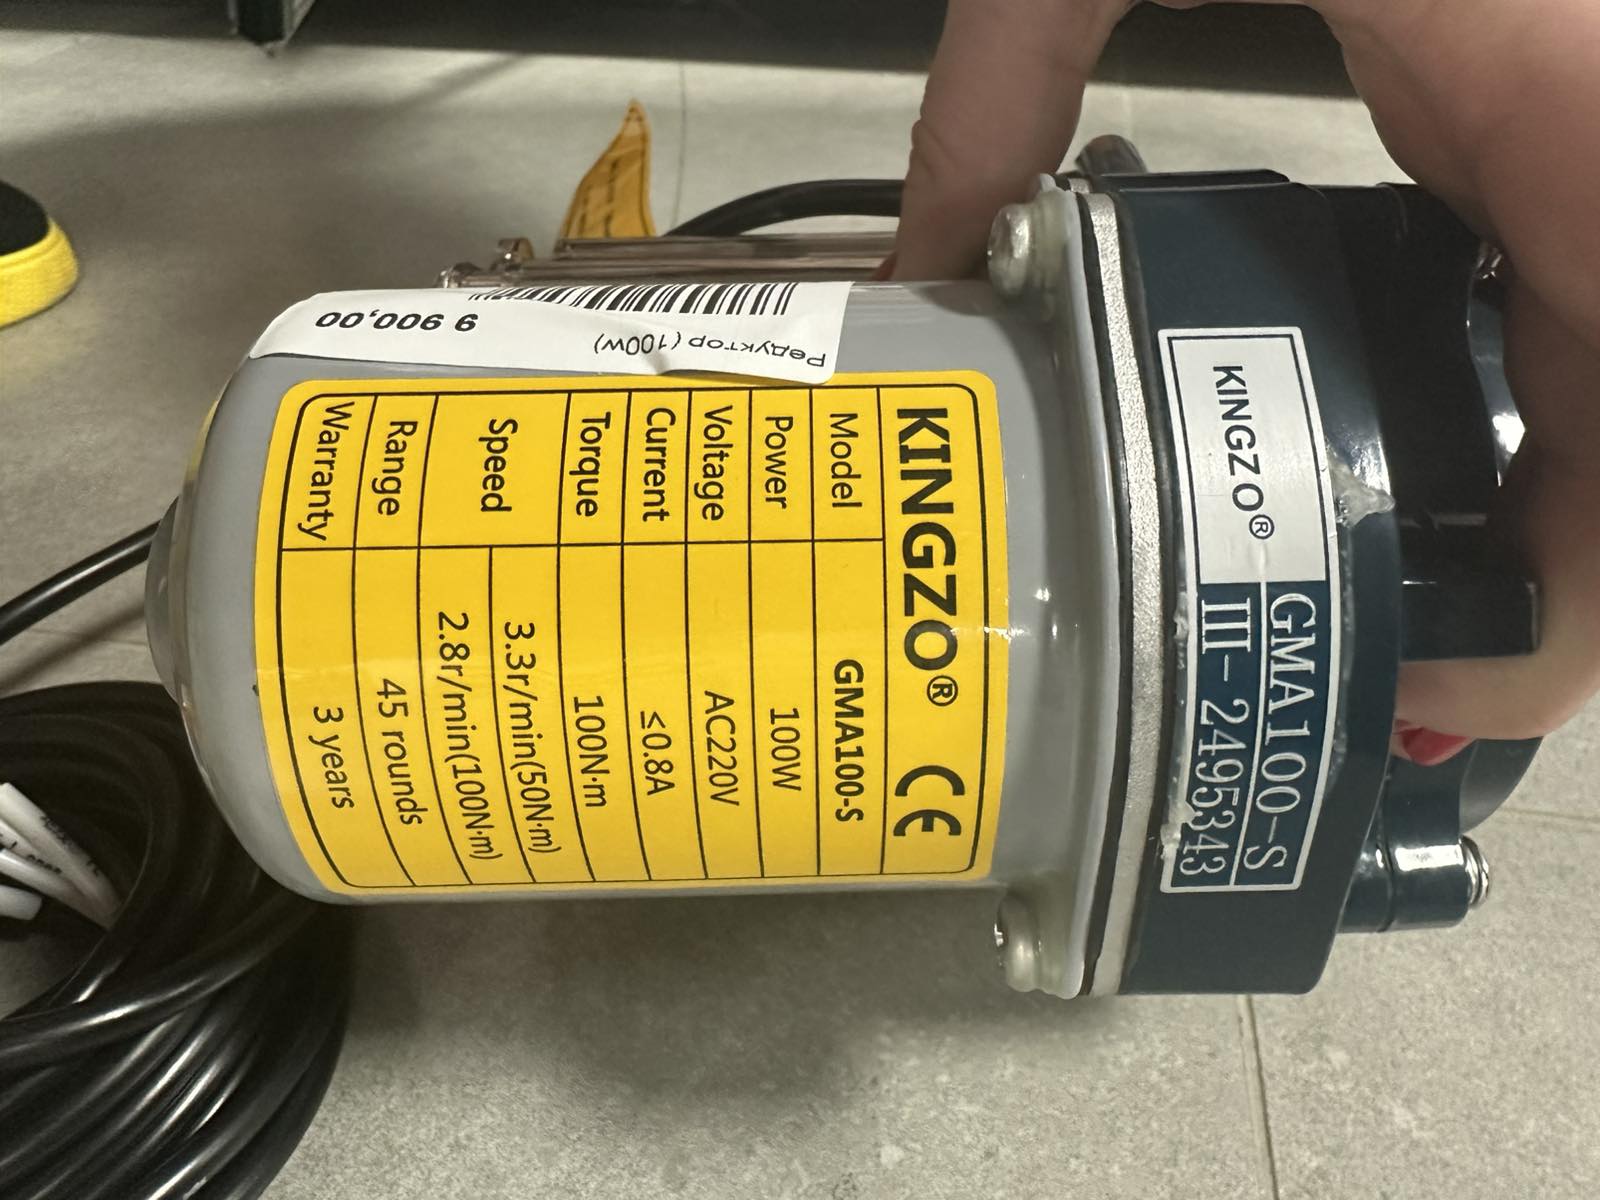 KINGZO® CE
Model GMA100-S
Power 100W
Voltage AC220V
Current ≤0.8A
Torque 100N·m
Speed 3.3r/min(50N·m)
2.8r/min(100N·m)
Range 45 rounds
Warranty 3 years
KINGZO®
GMA100-S
III-2495343
Редуктор (100w)
9 900,00